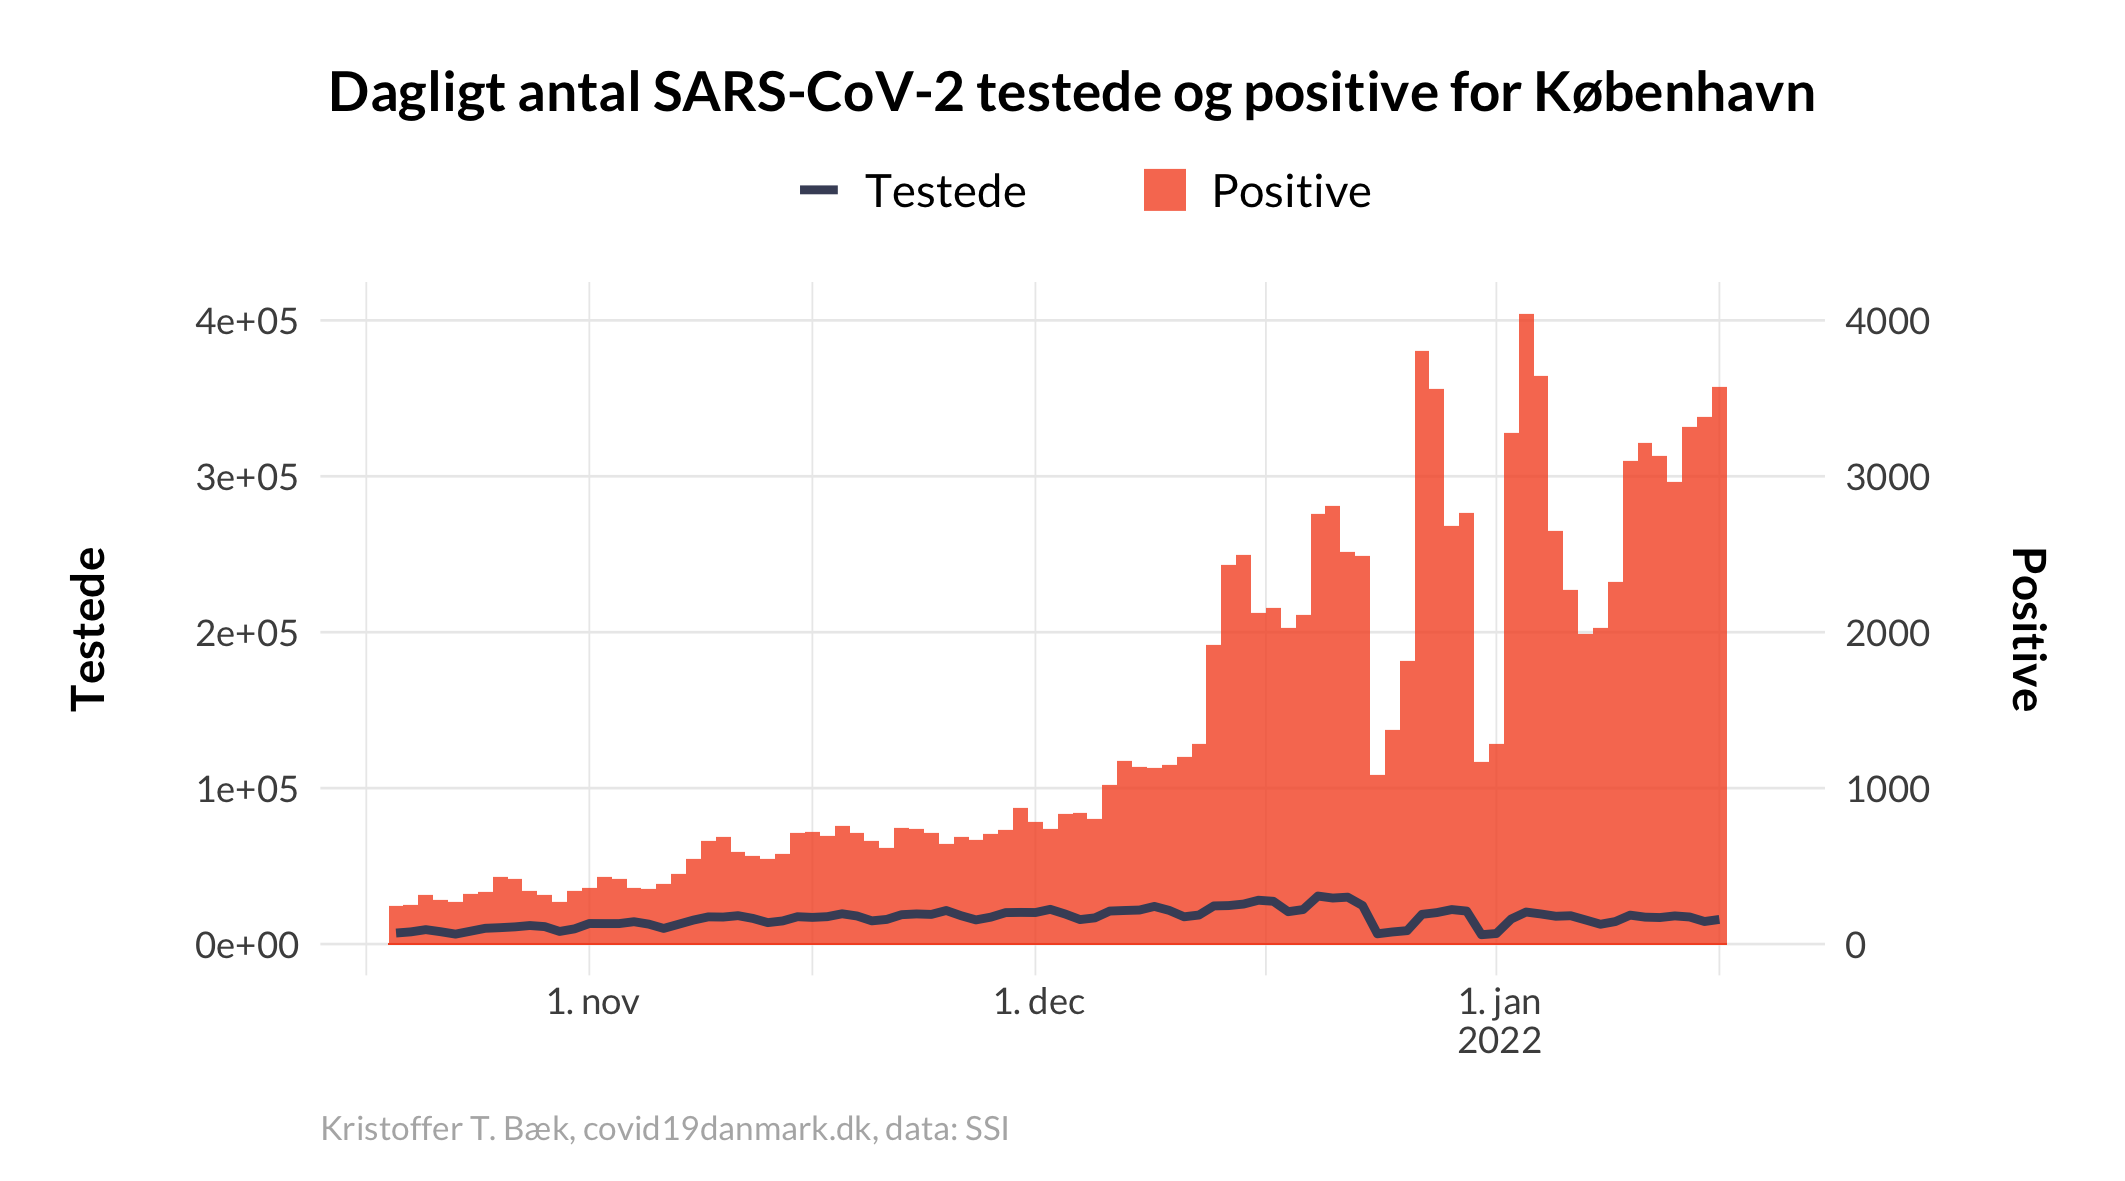 Dagligt antal SARS-CoV-2 testede og positive for København
Testede
Positive
4e+05
3e+05
2e+05
1e+05
0e+00
Testede
4000
3000
2000
1000
0
Positive
1. nov
1. dec
1. jan
2022
Kristoffer T. Bæk, covid19danmark.dk, data: SSI